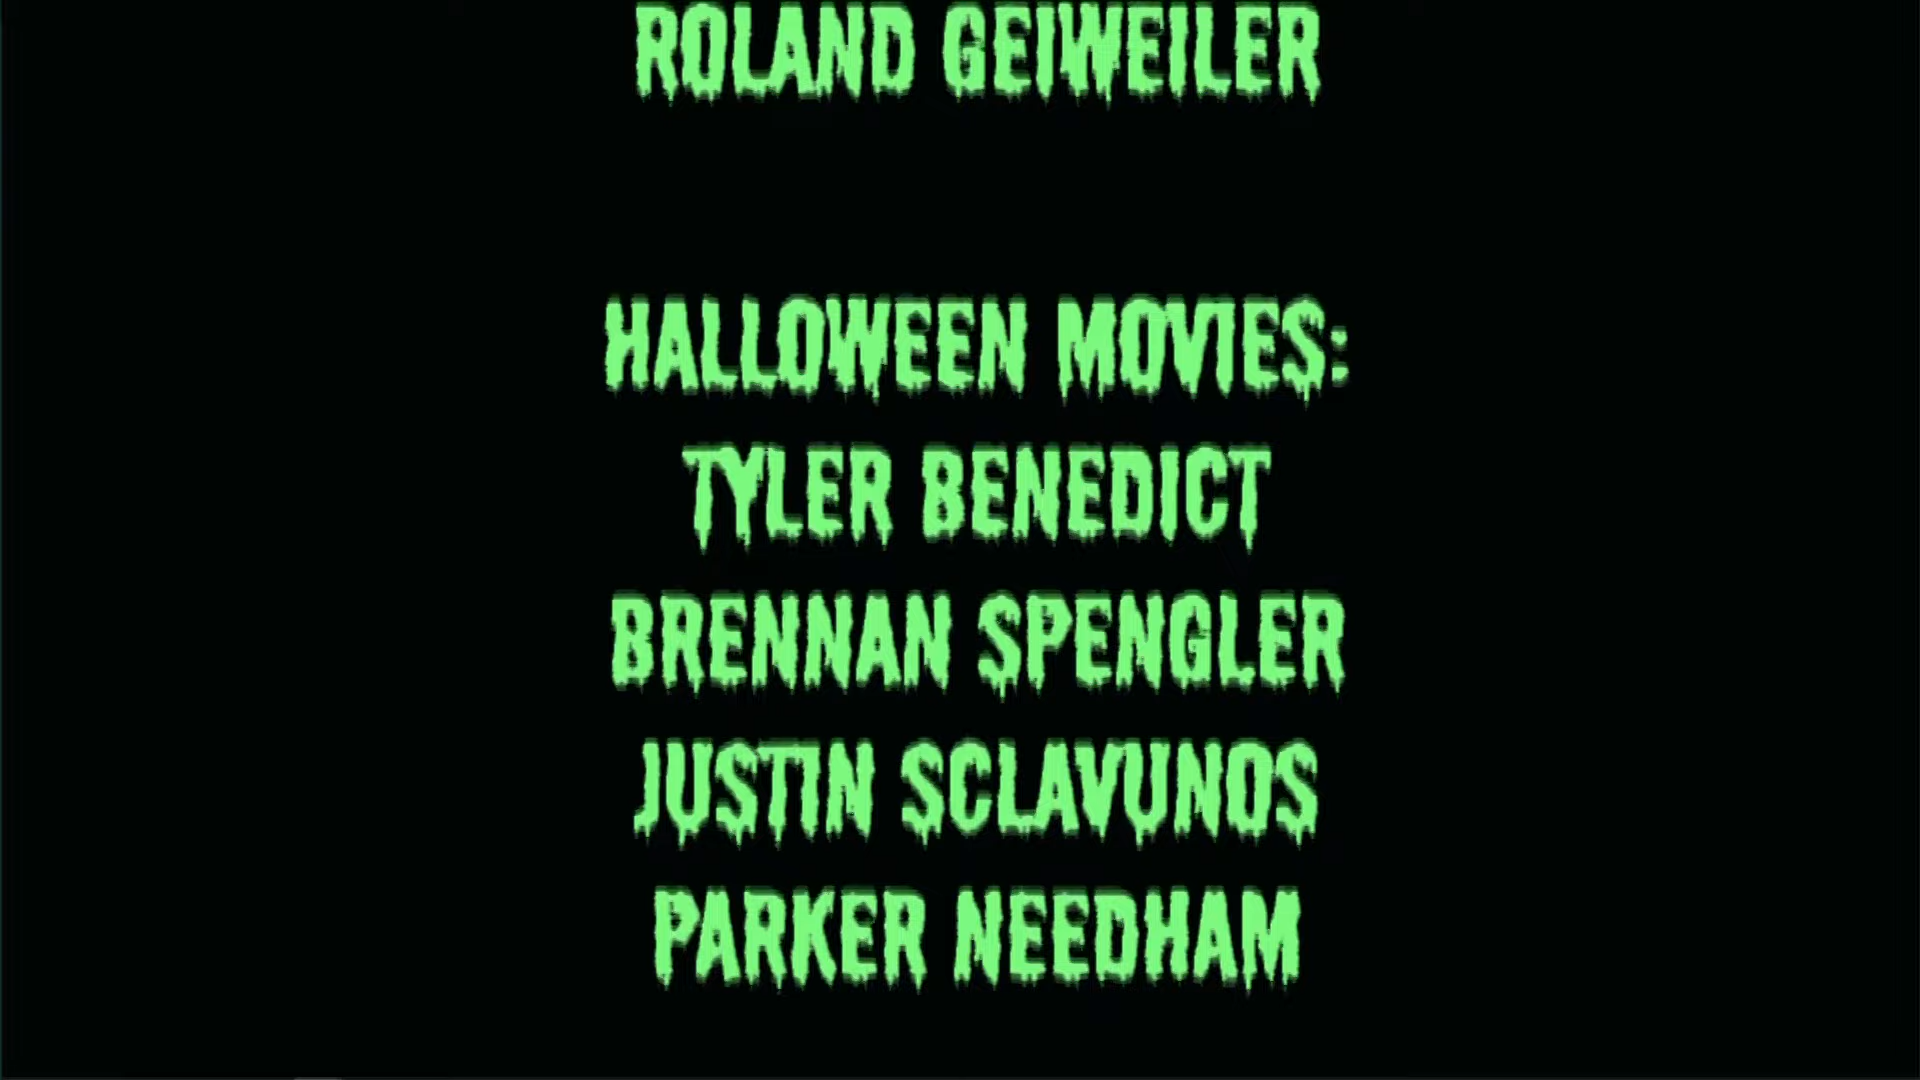 ROLAND GEIWEILER
HALLOWEEN MOVIES:
TYLER BENEDICT
BRENNAN SPENGLER
JUSTIN SCLAVUNOS
PARKER NEEDHAM